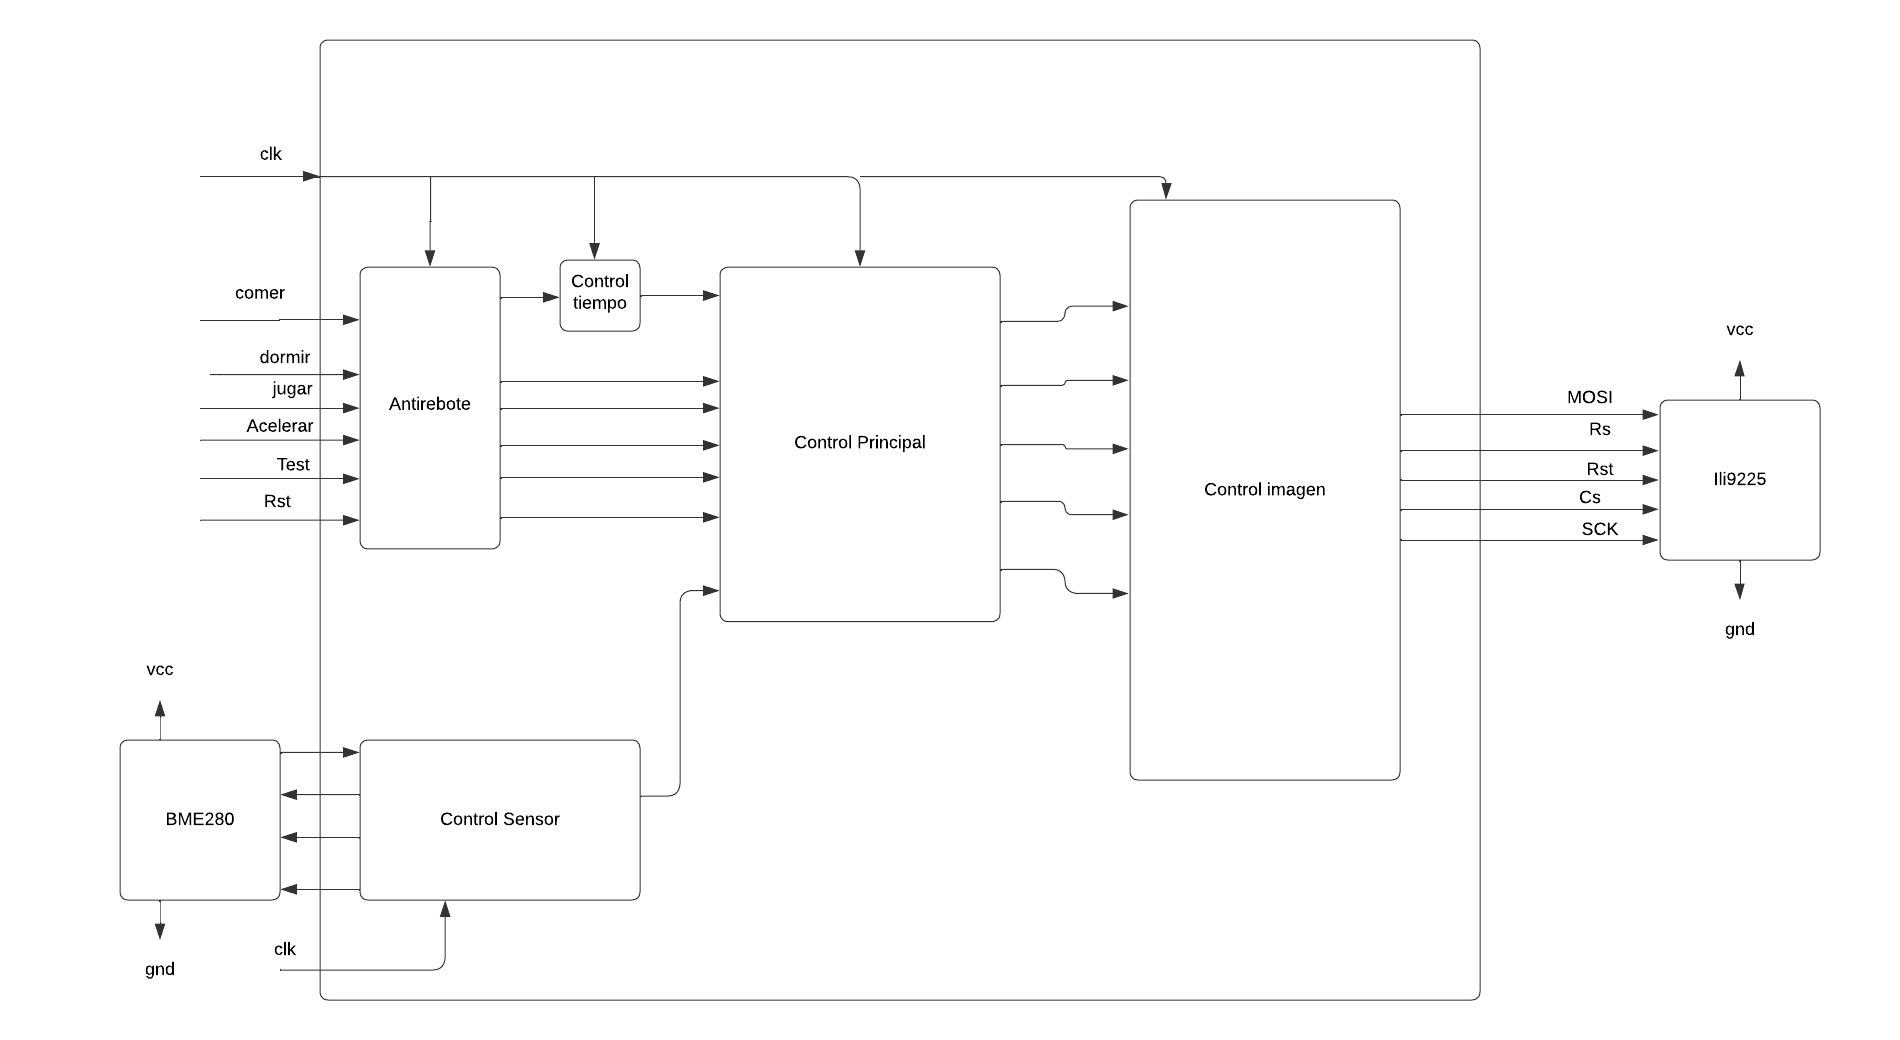 clk
comer
dormir
jugar
Acelerar
Test
Rst
Antirebote
Control
tiempo
Control Principal
Control imagen
MOSI
Rs
Rst
Cs
SCK
vcc
Ili9225
gnd
vcc
BME280
gnd
Control Sensor
clk